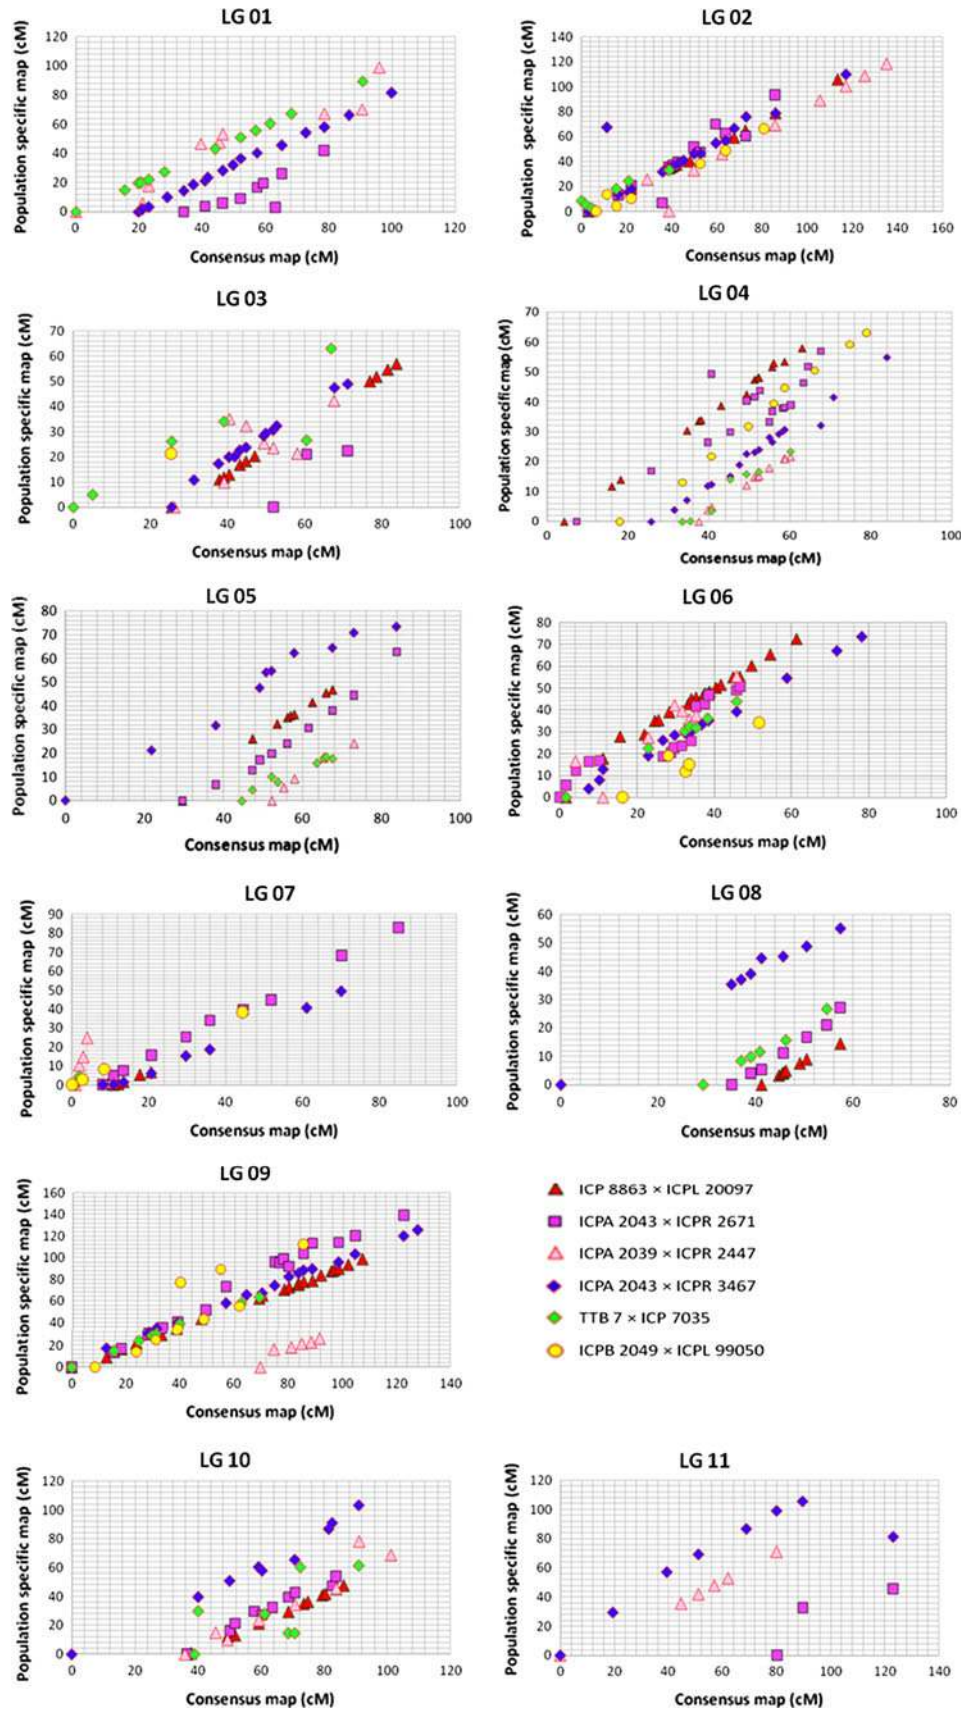 LG 01
LG 02
Population specific map (cM)
120
100
80
60
40
20
0
0 20 40 60 80 100 120
Consensus map (cM)
Population specific map (cM)
140
120
100
80
60
40
20
0
0 20 40 60 80 100 120 140 160
Consensus map (cM)
LG 03
LG 04
Population specific map (cM)
70
60
50
40
30
20
10
0
0 20 40 60 80 100
Consensus map (cM)
Population specific map (cM)
70
60
50
40
30
20
10
0
0 20 40 60 80 100
Consensus map (cM)
LG 05
LG 06
Population specific map (cM)
80
70
60
50
40
30
20
10
0
0 20 40 60 80 100
Consensus map (cM)
Population specific map (cM)
80
70
60
50
40
30
20
10
0
0 20 40 60 80 100
Consensus map (cM)
LG 07
LG 08
Population specific map (cM)
90
80
70
60
50
40
30
20
10
0
0 20 40 60 80 100
Consensus map (cM)
Population specific map (cM)
60
50
40
30
20
10
0
0 20 40 60 80
Consensus map (cM)
LG 09
Population specific map (cM)
160
140
120
100
80
60
40
20
0
0 20 40 60 80 100 120 140
Consensus map (cM)
ICP 8863 × ICPL 20097
ICPA 2043 × ICPR 2671
ICPA 2039 × ICPR 2447
ICPA 2043 × ICPR 3467
TTB 7 × ICP 7035
ICPB 2049 × ICPL 99050
LG 10
LG 11
Population specific map (cM)
120
100
80
60
40
20
0
0 20 40 60 80 100 120
Consensus map (cM)
Population specific map (cM)
120
100
80
60
40
20
0
0 20 40 60 80 100 120 140
Consensus map (cM)